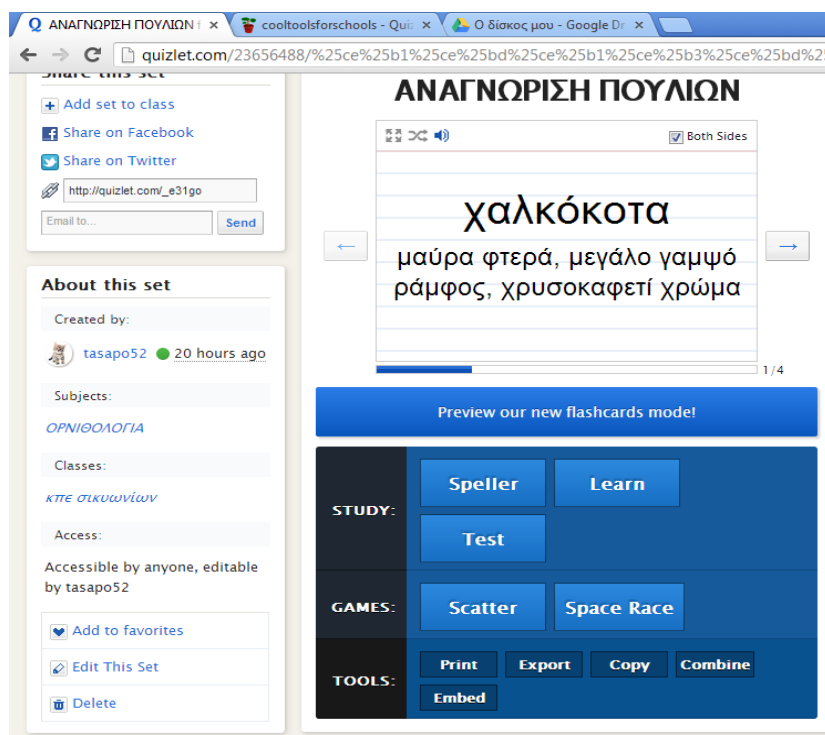 ΑΝΑΓΝΩΡΙΣΗ ΠΟΥΛΙΩΝ f
cooltoolsforschools - Qui
Ο δίσκος μου - Google Dr
quizlet.com/23656488/%25ce%25b1%25ce%25bd%25ce%25b1%25ce%25b3%25ce%25bd%2
Share this set
Add set to class
Share on Facebook
Share on Twitter
http://quizlet.com/_e31go
Email to...
Send
About this set
Created by:
tasapo52 20 hours ago
Subjects:
ΟΡΝΙΘΟΛΟΓΙΑ
Classes:
κπε σικυωνίων
Access:
Accessible by anyone, editable
by tasapo52
Add to favorites
Edit This Set
Delete
ΑΝΑΓΝΩΡΙΣΗ ΠΟΥΛΙΩΝ
Both Sides
χαλκόκοτα
μαύρα φτερά, μεγάλο γαμψό
ράμφος, χρυσοκαφετί χρώμα
1/4
Preview our new flashcards mode!
STUDY:
Speller
Learn
Test
GAMES:
Scatter
Space Race
TOOLS:
Print
Export
Copy
Combine
Embed